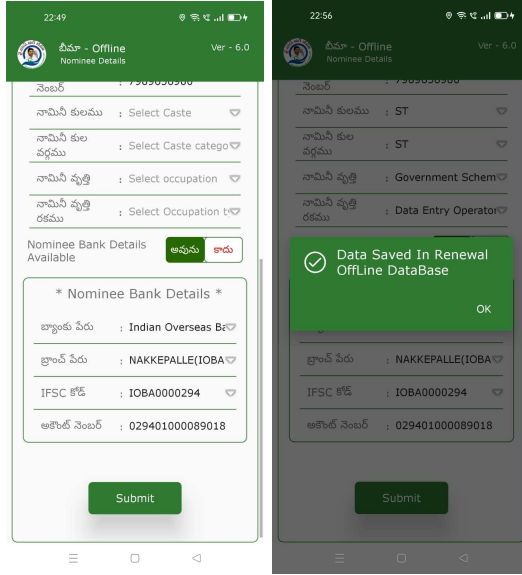 22:49
బీమా - Offline
Ver - 6.0
Nominee Details
నెంబర్ :
నామినీ కులము : Select Caste
నామినీ కుల
వర్గము : Select Caste catego
నామినీ వృత్తి : Select occupation
నామినీ వృత్తి
రకము : Select Occupation t
Nominee Bank Details
Available
అవును కాదు
* Nominee Bank Details *
బ్యాంకు పేరు : Indian Overseas Ba
బ్రాంచ్ పేరు : NAKKEPALLE(IOBA
IFSC కోడ్ : IOBA0000294
అకౌంట్ నెంబర్ : 029401000089018
Submit
22:56
బీమా - Offline
Ver - 6.0
Nominee Details
నెంబర్ :
నామినీ కులము : ST
నామినీ కుల
వర్గము : ST
నామినీ వృత్తి : Government Schem
నామినీ వృత్తి
రకము : Data Entry Operator
Data Saved In Renewal
OffLine DataBase
OK
బ్రాంచ్ పేరు : NAKKEPALLE(IOBA
IFSC కోడ్ : IOBA0000294
అకౌంట్ నెంబర్ : 029401000089018
Submit